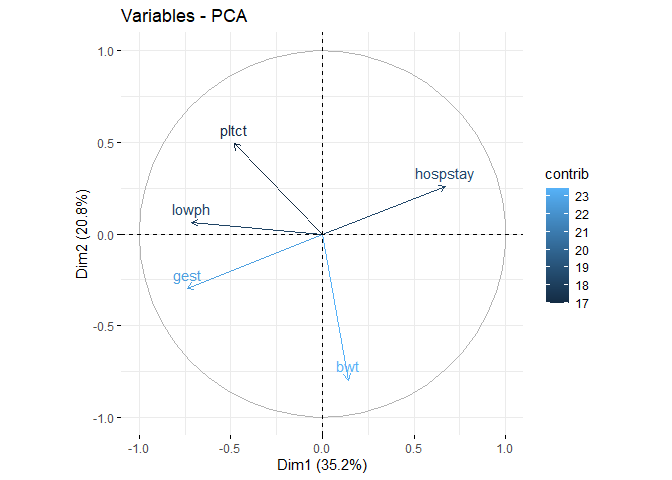 Variables - PCA
1.0
0.5
0.0
-0.5
-1.0
Dim2 (20.8%)
pltct
hospstay
lowph
gest
bwt
-1.0
-0.5
0.0
0.5
1.0
Dim1 (35.2%)
contrib
23
22
21
20
19
18
17